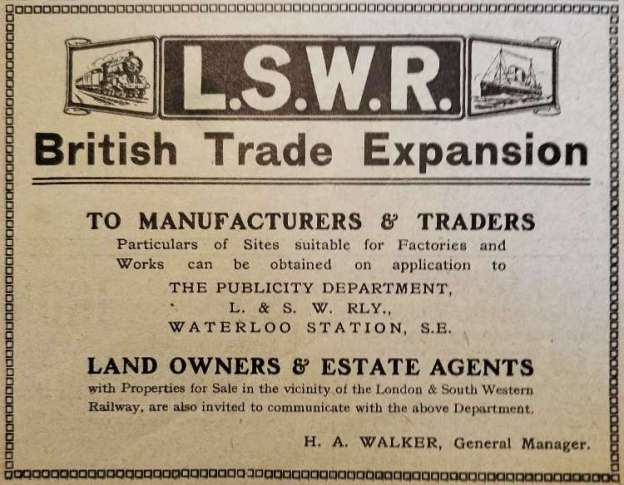 L.S.W.R.
British Trade Expansion
TO MANUFACTURERS & TRADERS
Particulars of Sites suitable for Factories and
Works can be obtained on application to
THE PUBLICITY DEPARTMENT,
L. & S. W. RLY.,
WATERLOO STATION, S.E.
LAND OWNERS & ESTATE AGENTS
with Properties for Sale in the vicinity of the London & South Western
Railway, are also invited to communicate with the above Department.
H. A. WALKER, General Manager.